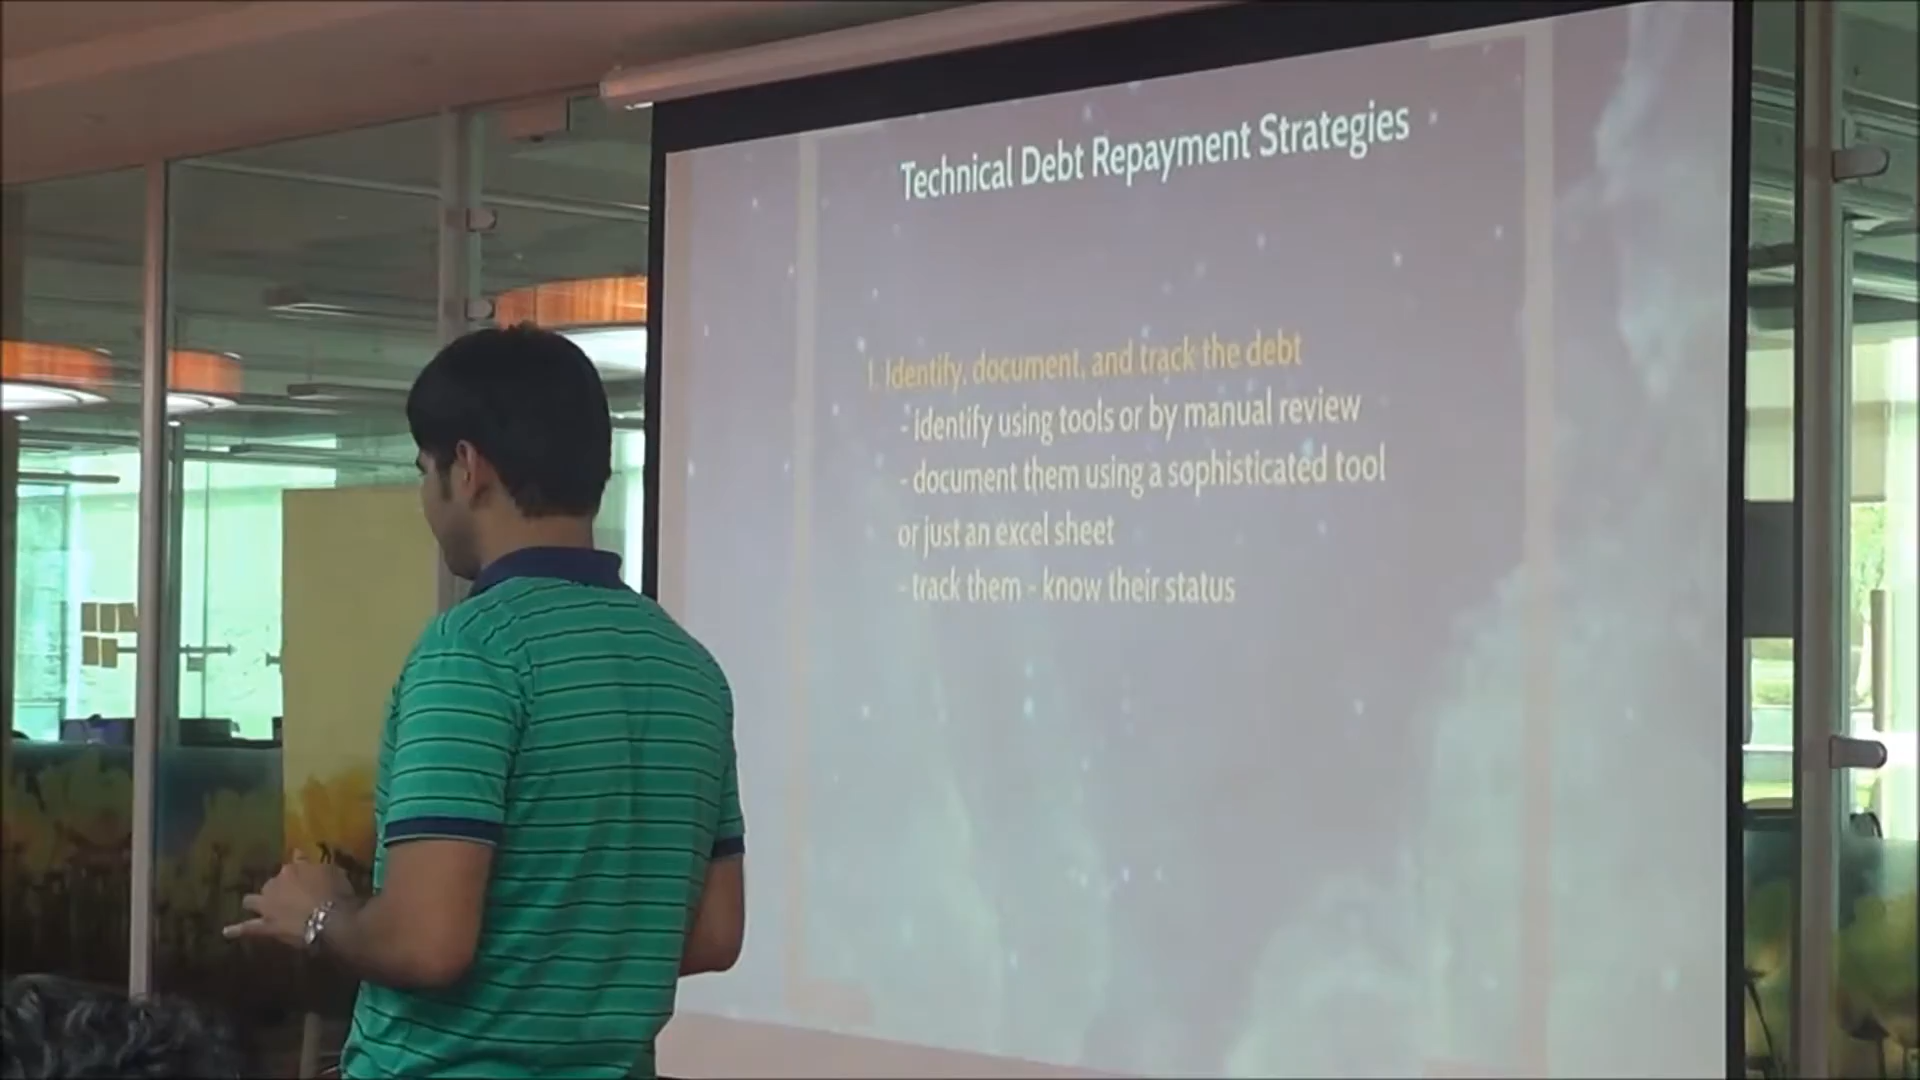 Technical Debt Repayment Strategies
1. Identify, document, and track the debt
- identify using tools or by manual review
- document them using a sophisticated tool
or just an excel sheet
- track them - know their status